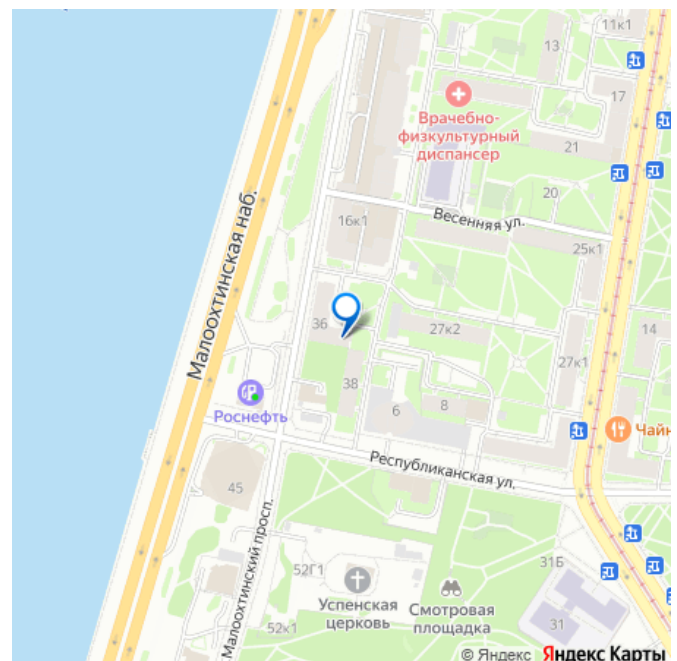 11к1
13
17
Врачебно-
физкультурный
диспансер
21
20
Весенняя ул.
16к1
25к1
Малоохтинская наб.
36
27к2
14
27к1
38
Роснефть
6
8
Чайн
Республиканская ул.
45
Малоохтинский просп.
52Г1
31Б
Успенская
церковь
Смотровая
площадка
52к1
31
© Яндекс Яндекс Карты